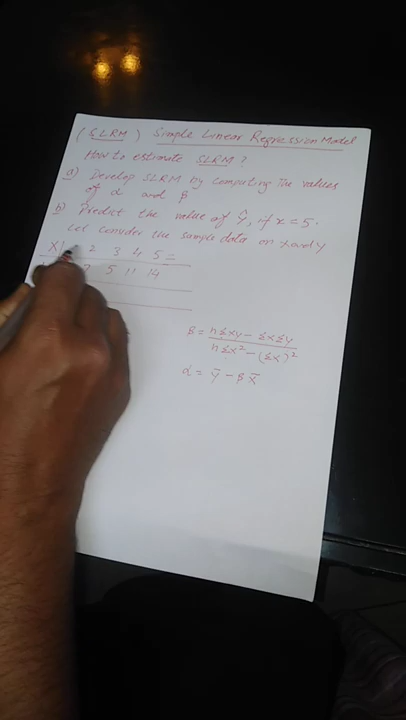 (SLRM) Simple Linear Regression Model
How to estimate SLRM?
a) Develop SLRM by computing the values
of α and β
b) Predict the value of Ŷ, if x = 5.
Let consider the sample data on x and y
X 2 3 4 5 =
5 11 14
β = nΣxy - ΣxΣy / nΣx² - (Σx)²
α = ȳ - β x̄